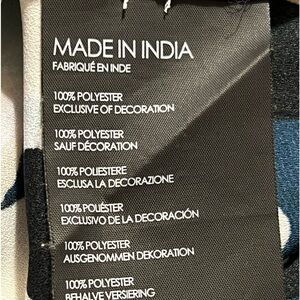 MADE IN INDIA
FABRIQUÉ EN INDE
100% POLYESTER
EXCLUSIVE OF DECORATION
100% POLYESTER
SAUF DÉCORATION
100% POLIESTERE
ESCLUSA LA DECORAZIONE
100% POLIÉSTER
EXCLUSIVO DE LA DECORACIÓN
100% POLYESTER
AUSGENOMMEN DEKORATION
100% POLYESTER
BEHALVE VERSIERING